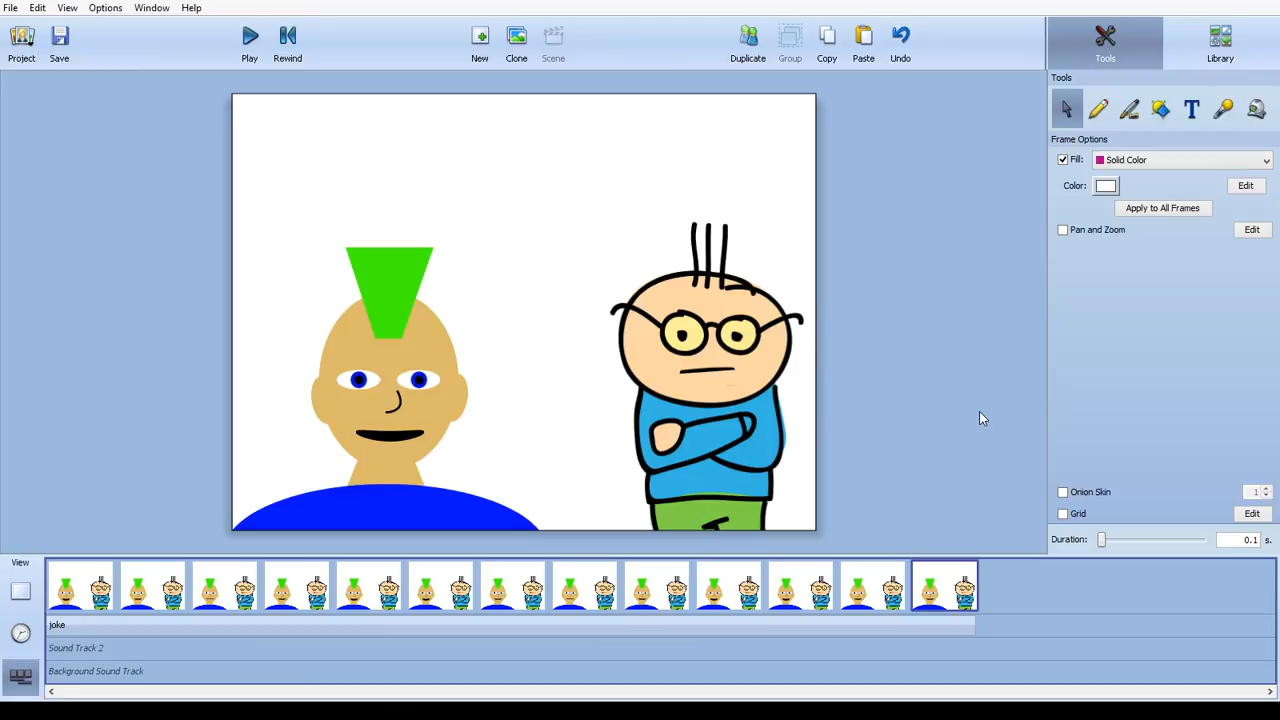 File Edit View Options Window Help
Project Save Play Rewind New Clone Scene Duplicate Group Copy Paste Undo Tools Library
Tools
T
Frame Options
Fill: Solid Color
Color: Edit
Apply to All Frames
Pan and Zoom Edit
Onion Skin 1
Grid Edit
Duration: 0.1 s.
View
joke
Sound Track 2
Background Sound Track